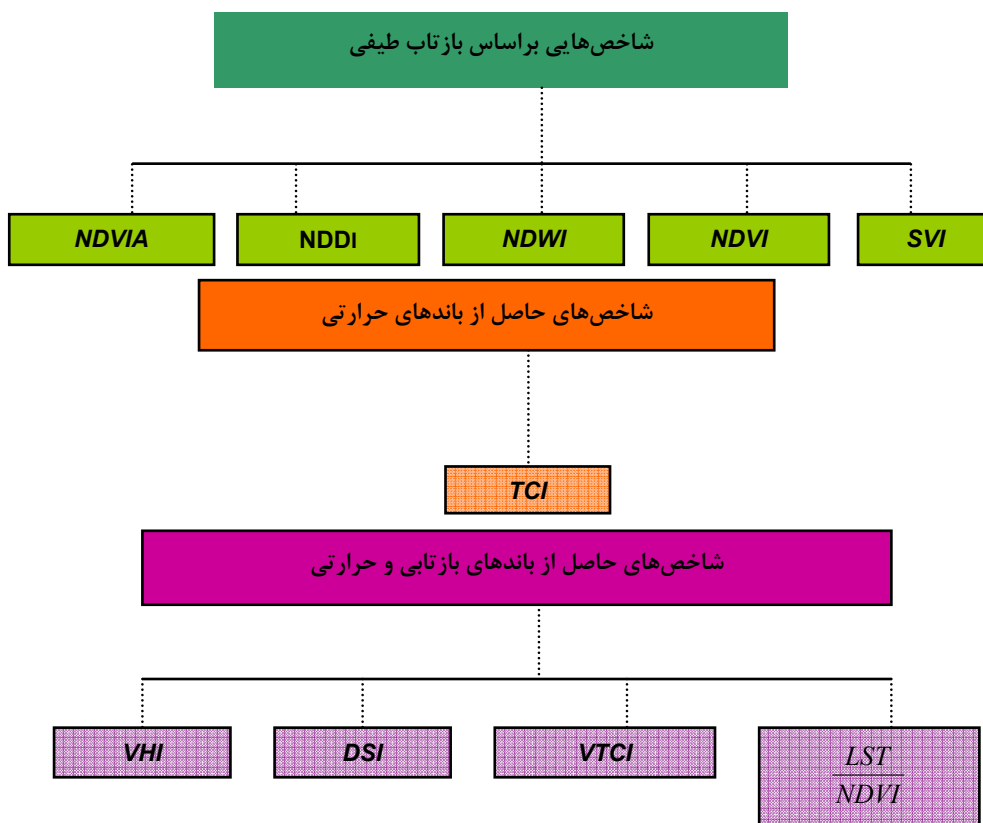 شاخص‌هایی براساس بازتاب طیفی
NDVIA NDDI NDWI NDVI SVI
شاخص‌های حاصل از باندهای حرارتی
TCI
شاخص‌های حاصل از باندهای بازتابی و حرارتی
VHI DSI VTCI LST
NDVI